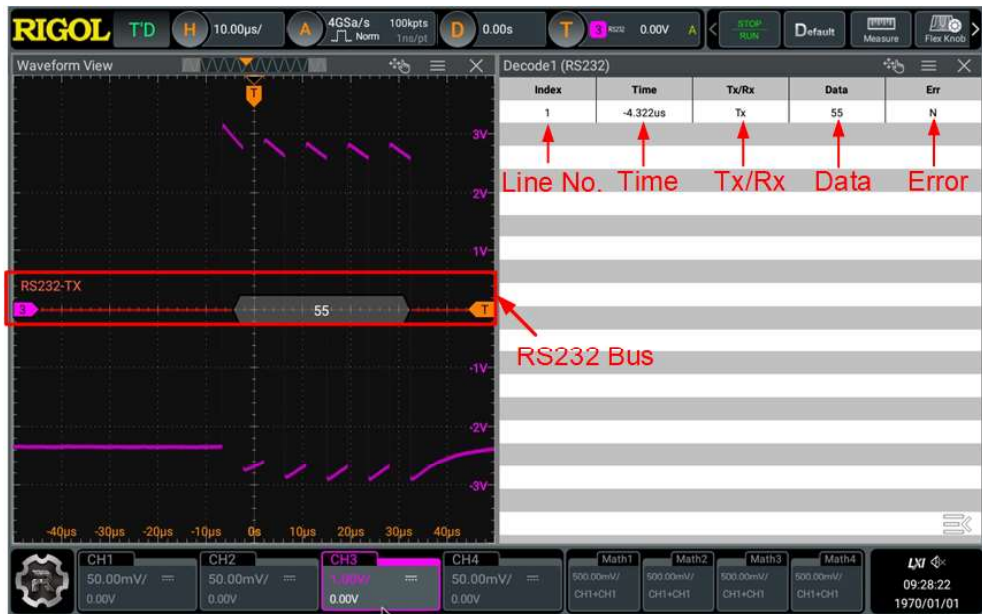 RIGOL T'D H 10.00μs/ A 4GSa/s 100kpts D 0.00s T 3 RS232 0.00V A < STOP Default Measure Flex Knob >
Norm 1ns/pt RUN
Waveform View T Decode1 (RS232)
Index Time Tx/Rx Data Err
1 -4.322us Tx 55 N
T
3V
Line No. Time Tx/Rx Data Error
2V
1V
RS232-TX
3 55 T
RS232 Bus
-1V
-2V
-3V
-40μs -30μs -20μs -10μs 0s 10μs 20μs 30μs 40μs
CH1 CH2 CH3 CH4 Math1 Math2 Math3 Math4 LXI
50.00mV/ 50.00mV/ 1.00V/ 50.00mV/ 500.00mV/ 500.00mV/ 500.00mV/ 500.00mV/
0.00V 0.00V 0.00V 0.00V CH1+CH1 CH1+CH1 CH1+CH1 CH1+CH1
09:28:22
1970/01/01